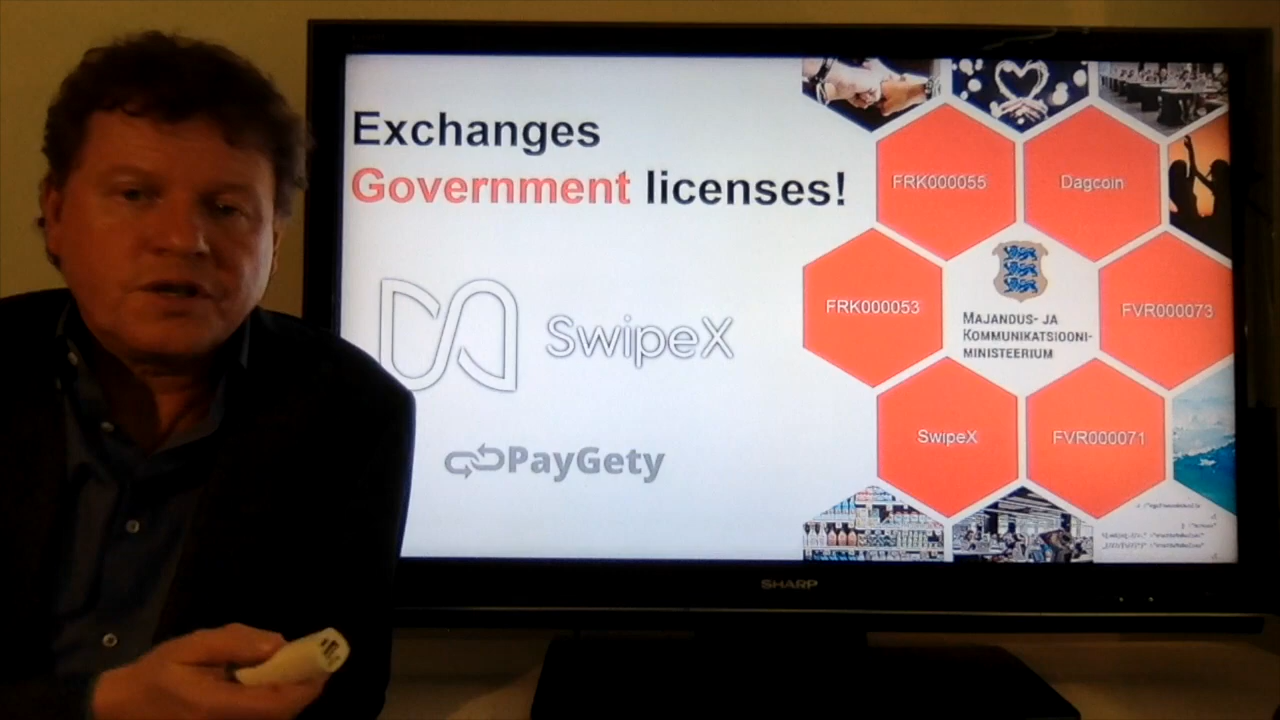 Exchanges
Government licenses!
SwipeX
PayGety
FRK000055
Dagcoin
FRK000053
MAJANDUS- JA
KOMMUNIKATSIOONI-
MINISTEERIUM
FVR000073
SwipeX
FVR000071
SHARP